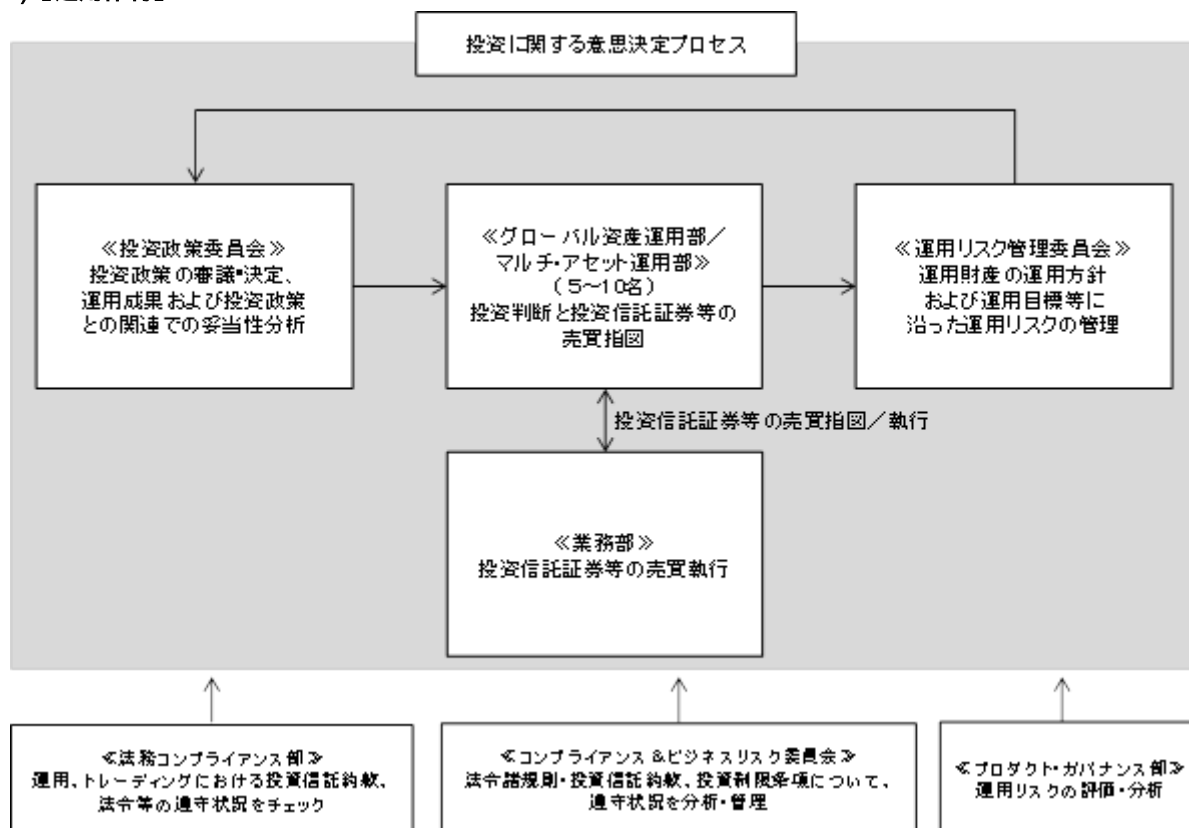 投資に関する意思決定プロセス
≪投資政策委員会≫
投資政策の審議・決定、
運用成果および投資政策
との関連での妥当性分析
≪グローバル資産運用部／
マルチ・アセット運用部≫
（5～10名）
投資判断と投資信託証券等の
売買指図
≪運用リスク管理委員会≫
運用財産の運用方針
および運用目標等に
沿った運用リスクの管理
投資信託証券等の売買指図／執行
≪業務部≫
投資信託証券等の売買執行
≪法務コンプライアンス部≫
運用、トレーディングにおける投資信託約款、
法令等の遵守状況をチェック
≪コンプライアンス＆ビジネスリスク委員会≫
法令諸規則・投資信託約款、投資制限条項について、
遵守状況を分析・管理
≪プロダクト・ガバナンス部≫
運用リスクの評価・分析